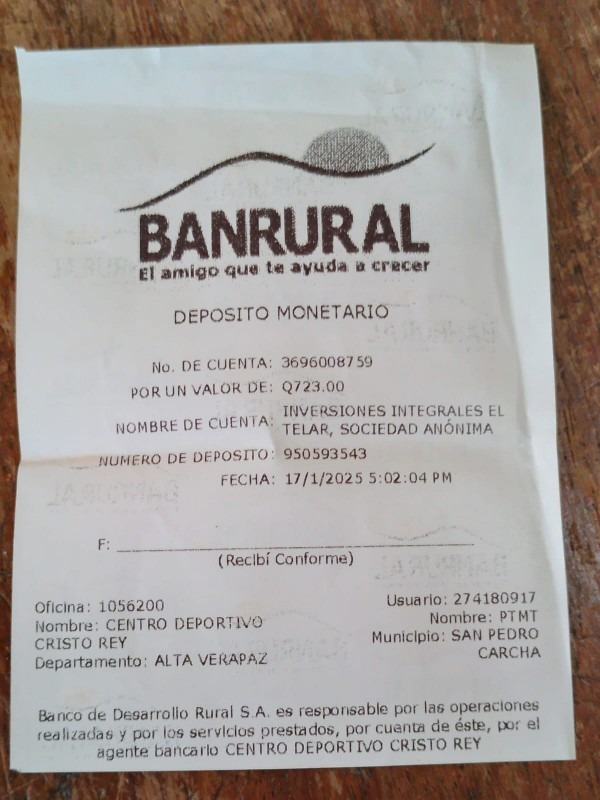 BANRURAL
El amigo que te ayuda a crecer
DEPOSITO MONETARIO
No. DE CUENTA: 3696008759
POR UN VALOR DE: Q723.00
NOMBRE DE CUENTA: INVERSIONES INTEGRALES EL
TELAR, SOCIEDAD ANÓNIMA
NUMERO DE DEPOSITO: 950593543
FECHA: 17/1/2025 5:02:04 PM
F:
(Recibí Conforme)
Oficina: 1056200
Nombre: CENTRO DEPORTIVO
CRISTO REY
Departamento: ALTA VERAPAZ
Usuario: 274180917
Nombre: PTMT
Municipio: SAN PEDRO
CARCHA
Banco de Desarrollo Rural S.A. es responsable por las operaciones
realizadas y por los servicios prestados, por cuenta de éste, por el
agente bancario CENTRO DEPORTIVO CRISTO REY